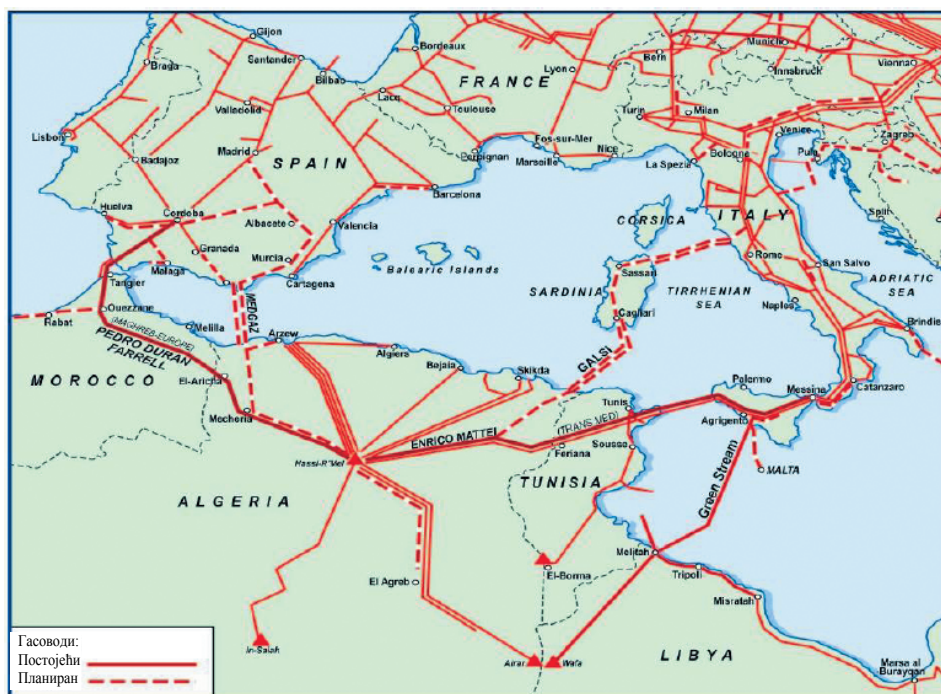 Gijon
Bordeaux
Munich
Santander
Bern
Vienna
Braga
Bilbao
Lyon
Innsbruck
FRANCE
Lacq
Valladolid
Toulouse
Turin
Milan
Lisbon
Fos-sur-Mer
Venice
Zagreb
Madrid
Perpignan
Marseille
Nice
La Spezia
Bologne
Pula
Badajoz
SPAIN
Barcelona
Huelva
Cordoba
CORSICA
ITALY
Split
Albacete
Valencia
Granada
Murcia
Rome
San Salvo
Malaga
Balearic Islands
Sassari
Tangier
Cartagena
SARDINIA
TIRRHENIAN
SEA
ADRIATIC
SEA
MEDGAZ
Naples
Ouezzane
Rabat
Cagliari
Brindisi
(MAGHREB-EUROPE)
PEDRO DURAN
FARRELL
Melilla
Arzew
Algiers
GALSI
MOROCCO
El-Aricha
Bejaia
Skikda
Palermo
Messina
Catanzaro
Mecheria
Tunis
(TRANS MED)
Agrigento
ENRICO MATTEI
Feriana
Sousse
Hassi-R'Mel
MALTA
TUNISIA
Green Stream
ALGERIA
Melitah
El Agreb
El-Borma
Tripoli
Misratah
In-Salah
Alrar
Wafa
LIBYA
Marsa al
Burayqah
Гасоводи:
Постојећи
Планиран